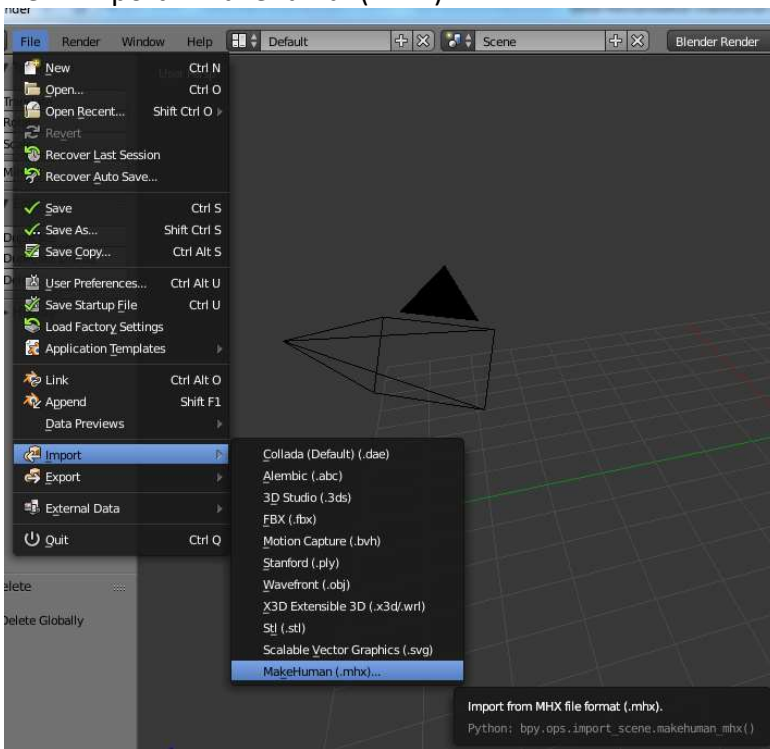 File Render Window Help Default Scene Blender Render
New Ctrl N
Open... Ctrl O
Open Recent... Shift Ctrl O
Revert
Recover Last Session
Recover Auto Save...
Save Ctrl S
Save As... Shift Ctrl S
Save Copy... Ctrl Alt S
User Preferences... Ctrl Alt U
Save Startup File Ctrl U
Load Factory Settings
Application Templates
Link Ctrl Alt O
Append Shift F1
Data Previews
Import
Export
External Data
Quit Ctrl Q
Collada (Default) (.dae)
Alembic (.abc)
3D Studio (.3ds)
FBX (.fbx)
Motion Capture (.bvh)
Stanford (.ply)
Wavefront (.obj)
X3D Extensible 3D (.x3d/.wrl)
Stl (.stl)
Scalable Vector Graphics (.svg)
MakeHuman (.mhx)...
Delete Globally
Import from MHX file format (.mhx).
Python: bpy.ops.import_scene.makehuman_mhx()